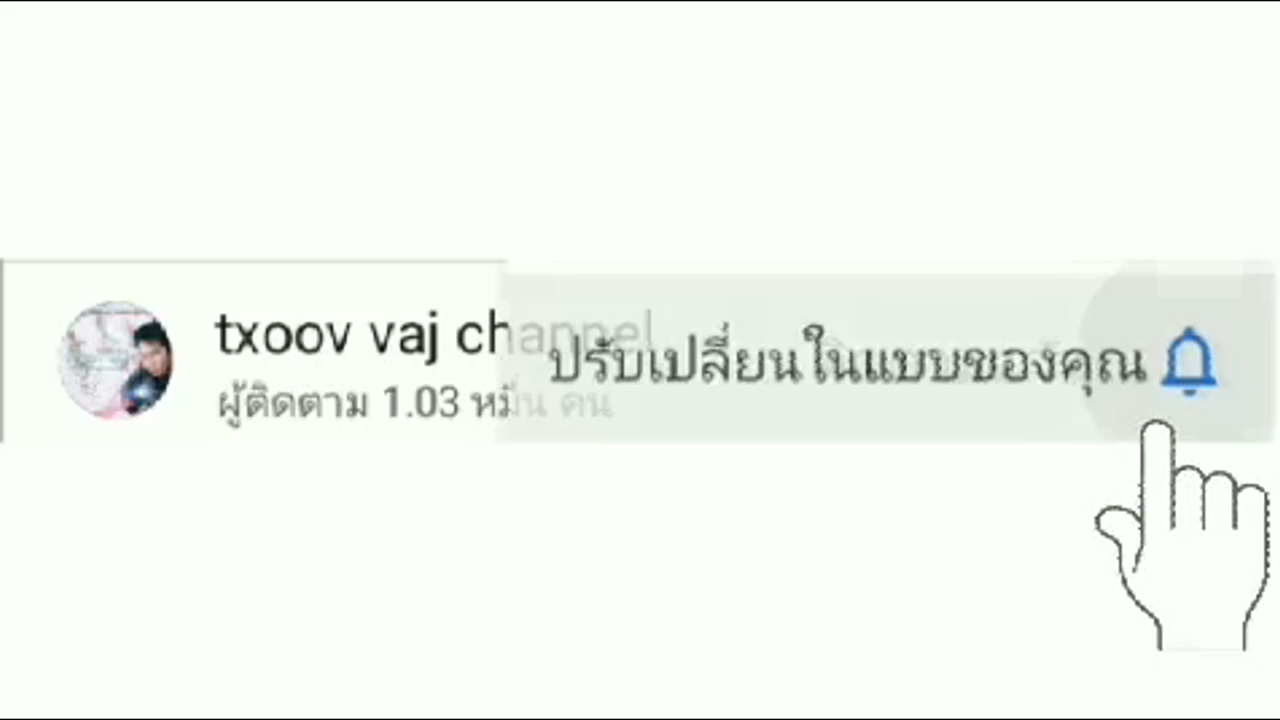 txoov vaj channel
ผู้ติดตาม 1.03 หมื่น คน
ปรับเปลี่ยนในแบบของคุณ